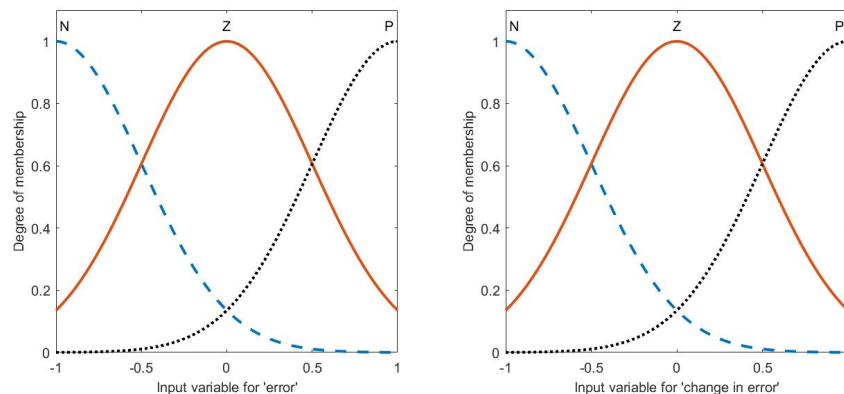 N Z P
1
0.8
0.6
0.4
0.2
0
-1 -0.5 0 0.5 1
Degree of membership
Input variable for 'error'
N Z P
1
0.8
0.6
0.4
0.2
0
-1 -0.5 0 0.5
Degree of membership
Input variable for 'change in error'